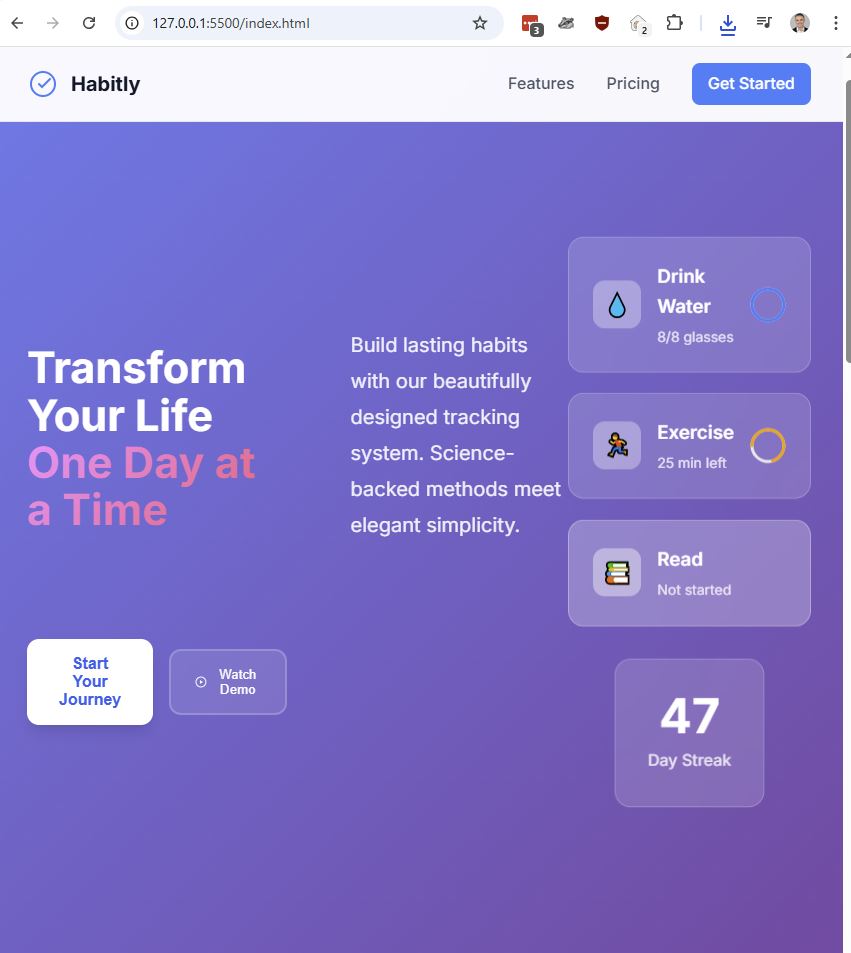 127.0.0.1:5500/index.html
3
2
Habitly
Features
Pricing
Get Started
Transform
Your Life
One Day at
a Time
Build lasting habits
with our beautifully
designed tracking
system. Science-
backed methods meet
elegant simplicity.
Start
Your
Journey
Watch
Demo
Drink
Water
8/8 glasses
Exercise
25 min left
Read
Not started
47
Day Streak